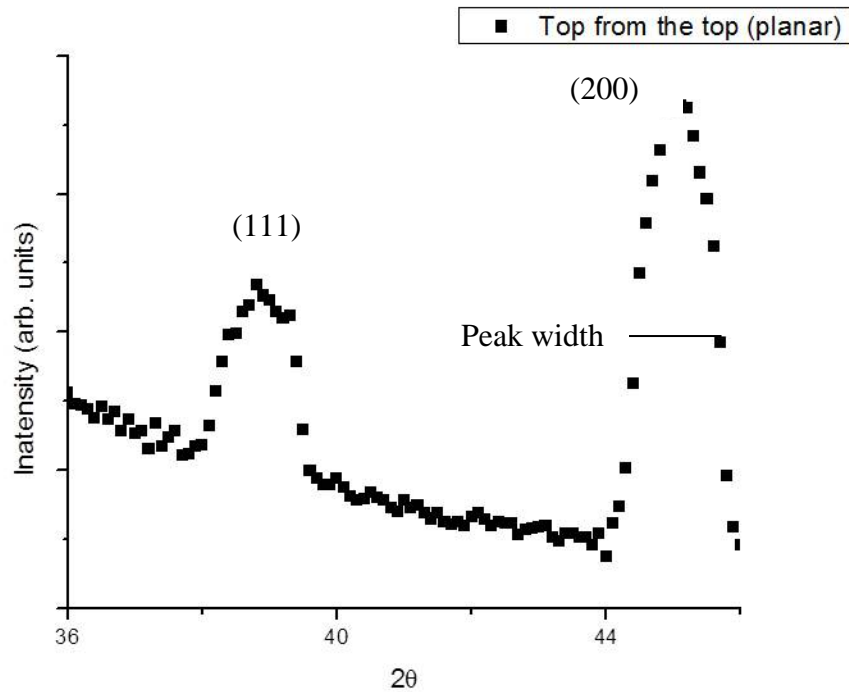 Top from the top (planar)
(200)
(111)
Peak width
Inatensity (arb. units)
36
40
44
2θ